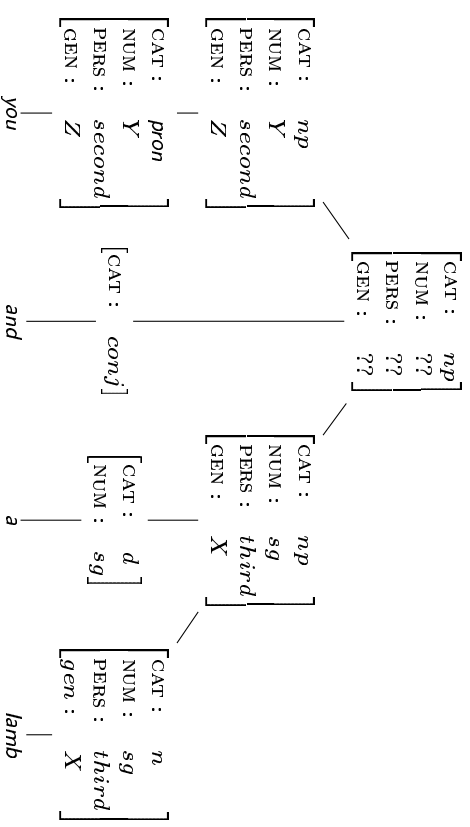 CAT : np
NUM : ??
PERS : ??
GEN : ??
CAT : np
NUM : Y
PERS : second
GEN : Z
CAT : np
NUM : sg
PERS : third
GEN : X
CAT : pron
NUM : Y
PERS : second
GEN : Z
CAT : conj
CAT : d
NUM : sg
CAT : n
NUM : sg
PERS : third
gen : X
you and a lamb